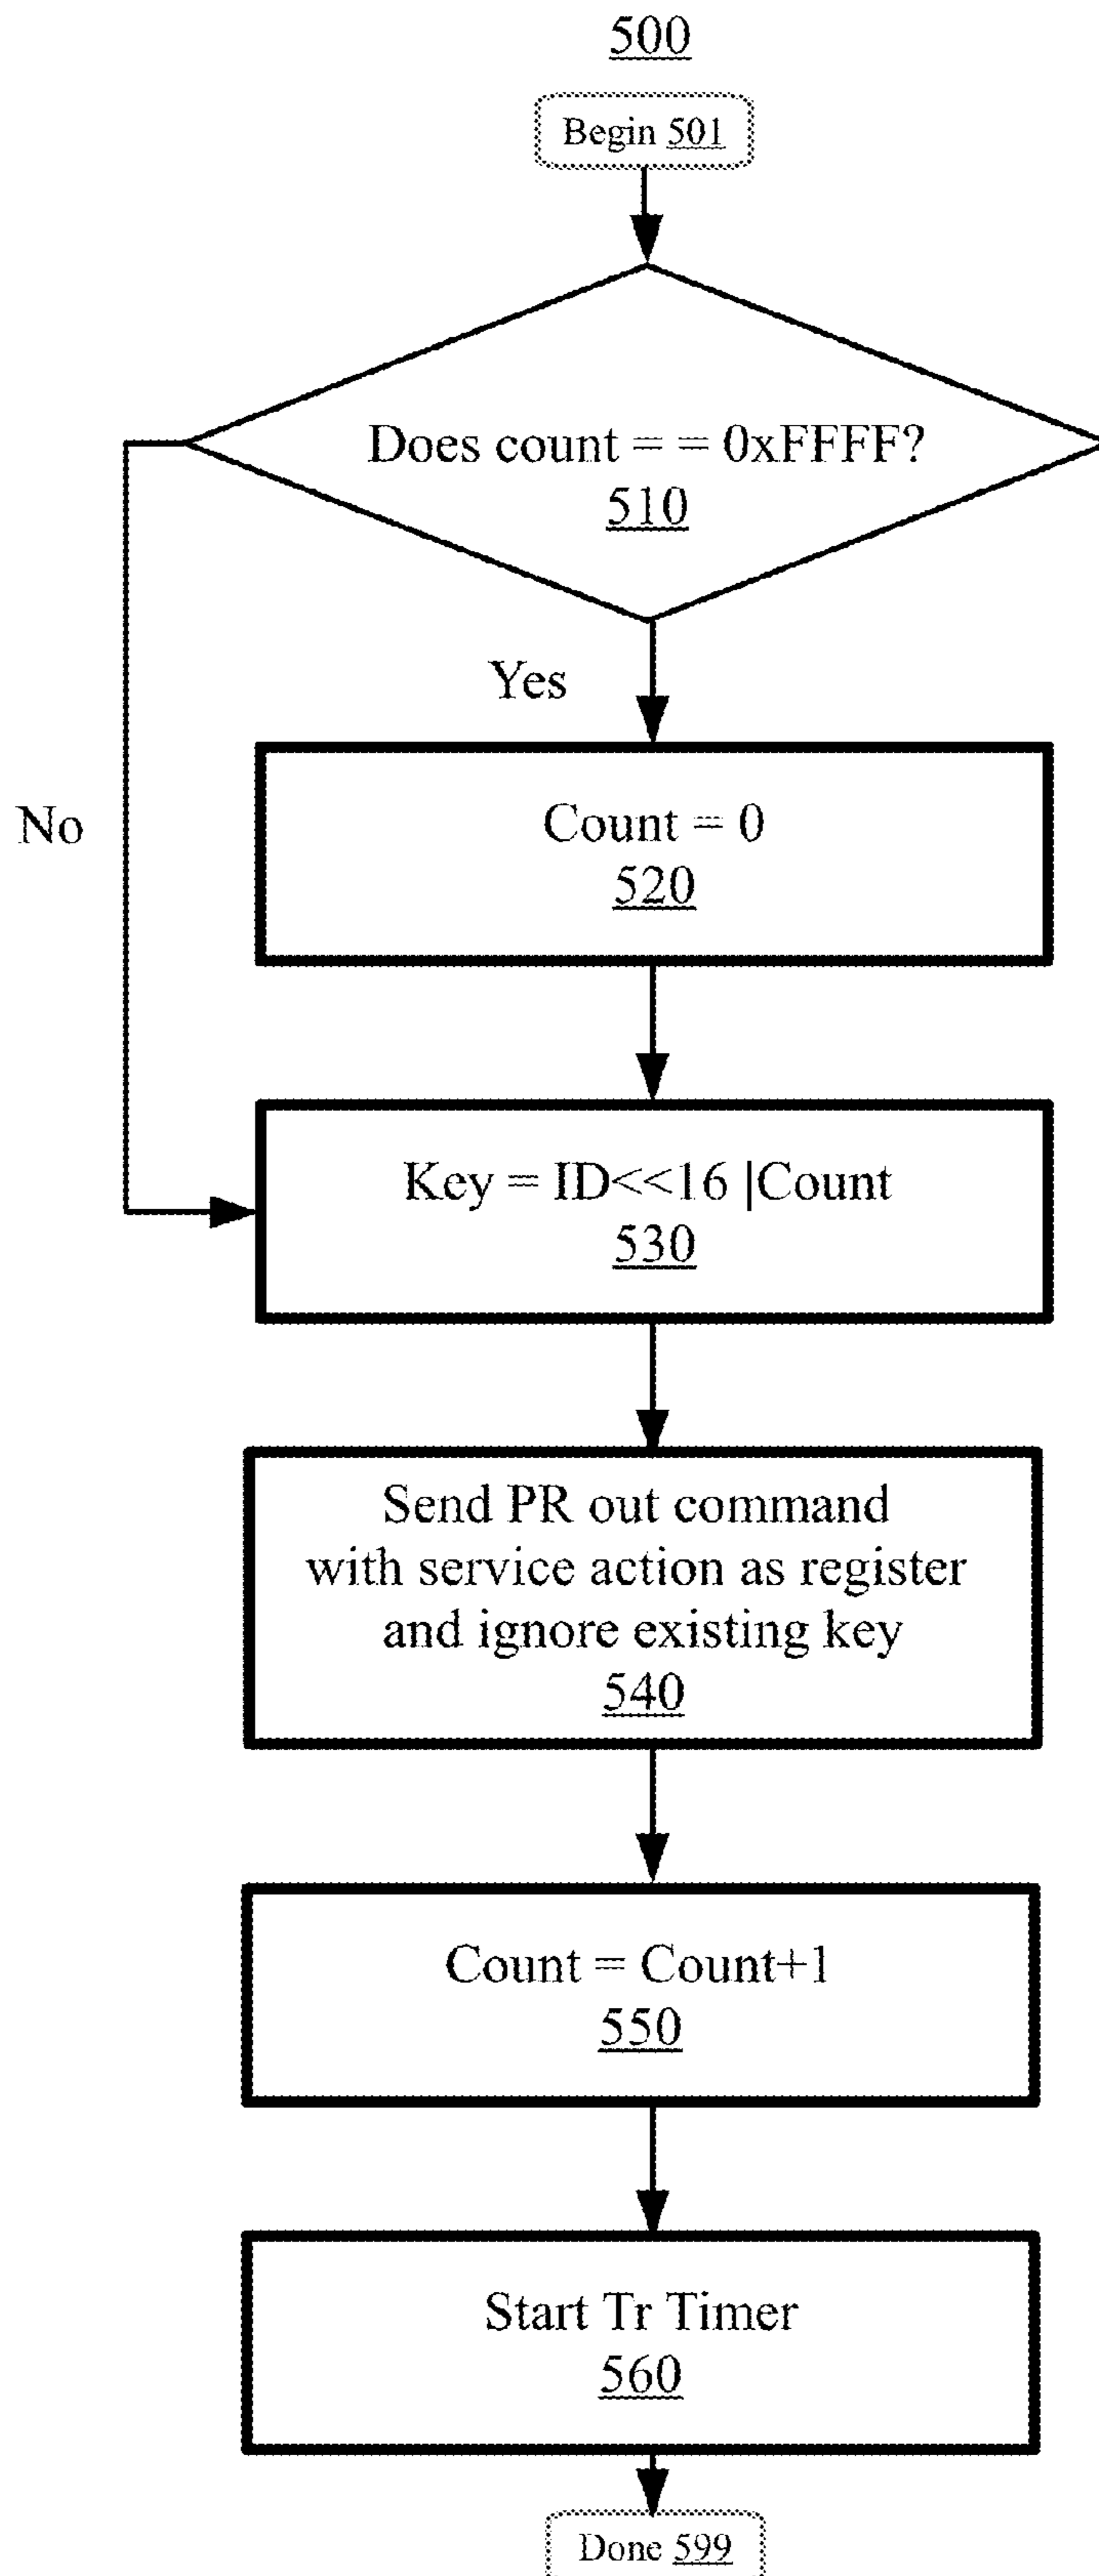 500
Begin 501
Does count = = 0xFFFF?
510
Yes
No
Count = 0
520
Key = ID<<16 |Count
530
Send PR out command
with service action as register
and ignore existing key
540
Count = Count+1
550
Start Tr Timer
560
Done 599